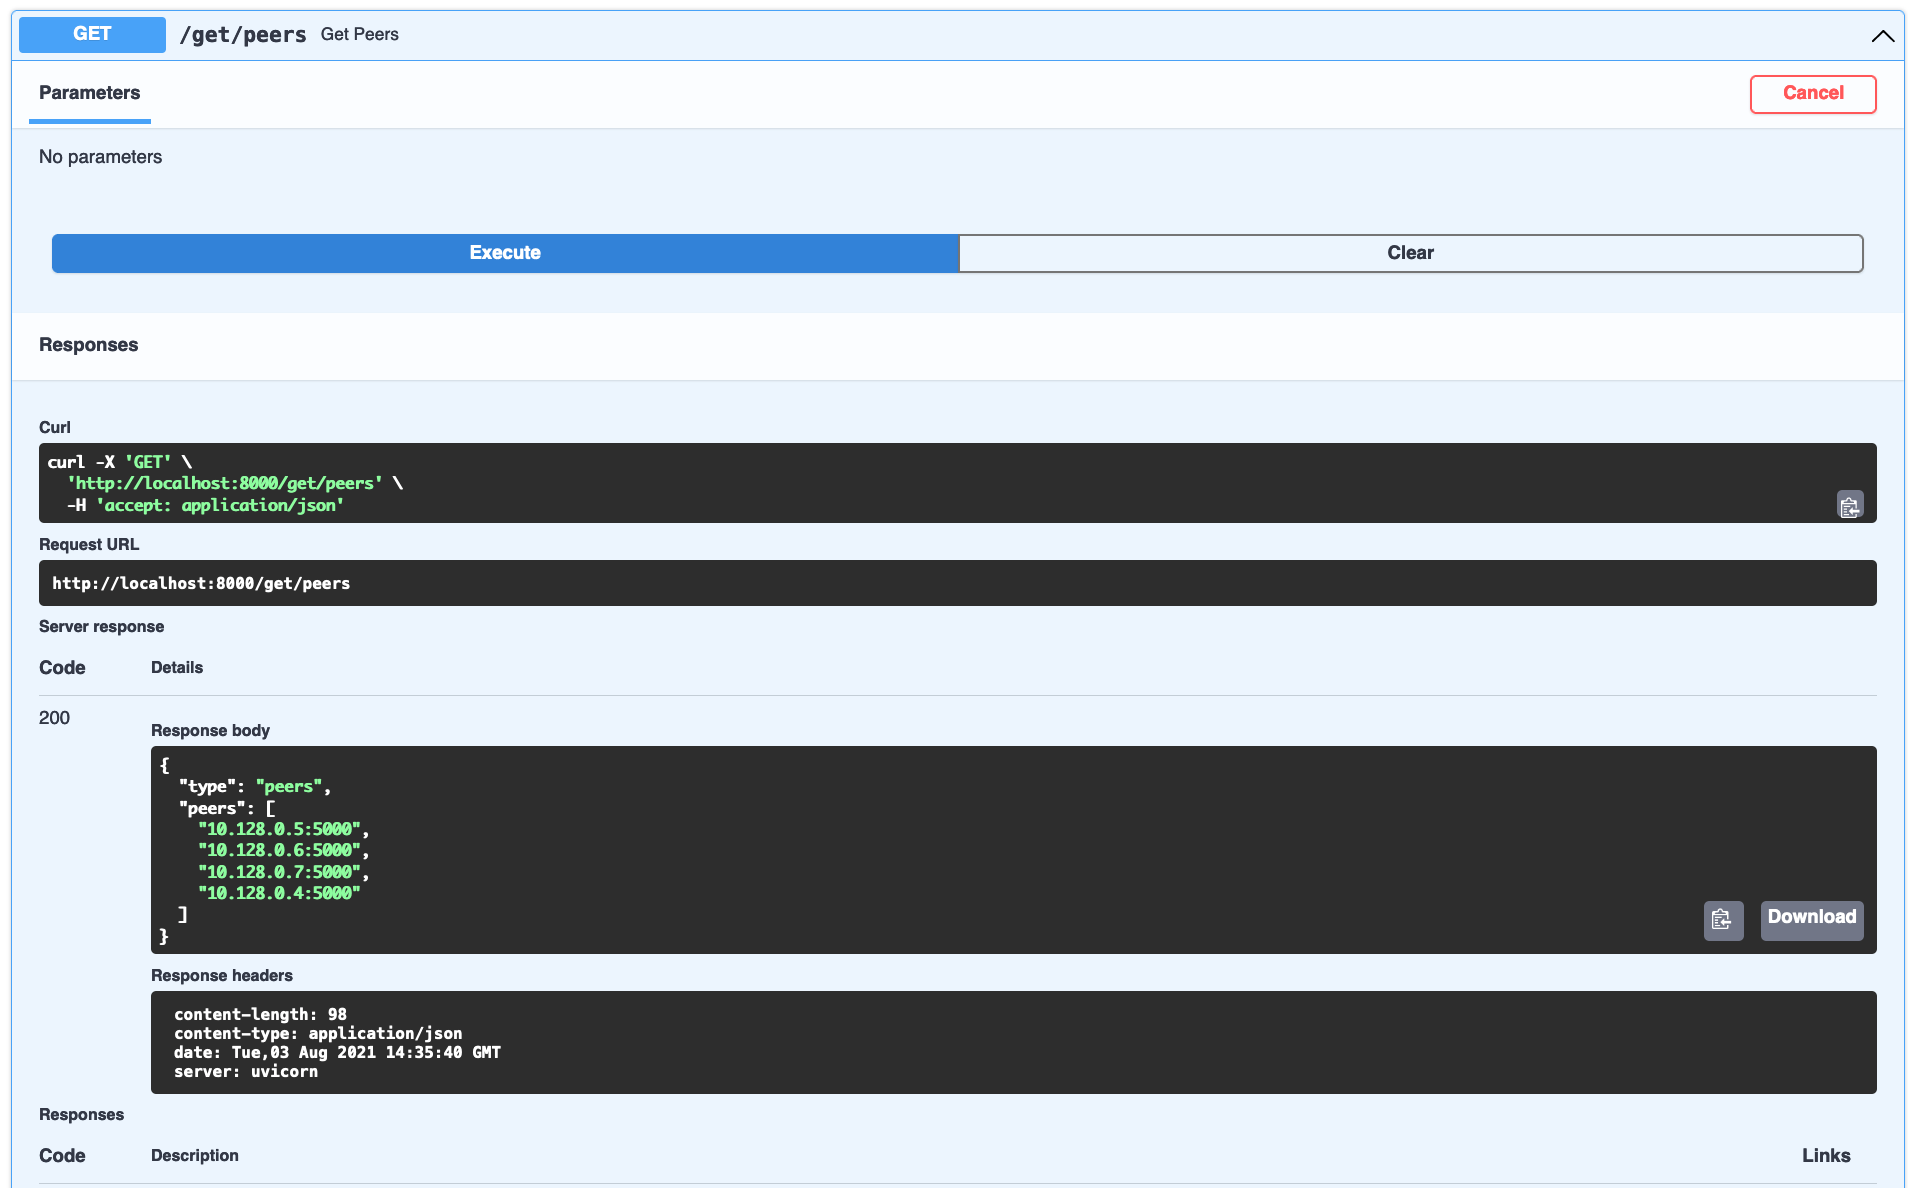 GET /get/peers Get Peers
Parameters
Cancel
No parameters
Execute
Clear
Responses
Curl
curl -X 'GET' \
  'http://localhost:8000/get/peers' \
  -H 'accept: application/json'
Request URL
http://localhost:8000/get/peers
Server response
Code Details
200
Response body
{
  "type": "peers",
  "peers": [
    "10.128.0.5:5000",
    "10.128.0.6:5000",
    "10.128.0.7:5000",
    "10.128.0.4:5000"
  ]
}
Download
Response headers
content-length: 98
content-type: application/json
date: Tue,03 Aug 2021 14:35:40 GMT
server: uvicorn
Responses
Code Description Links